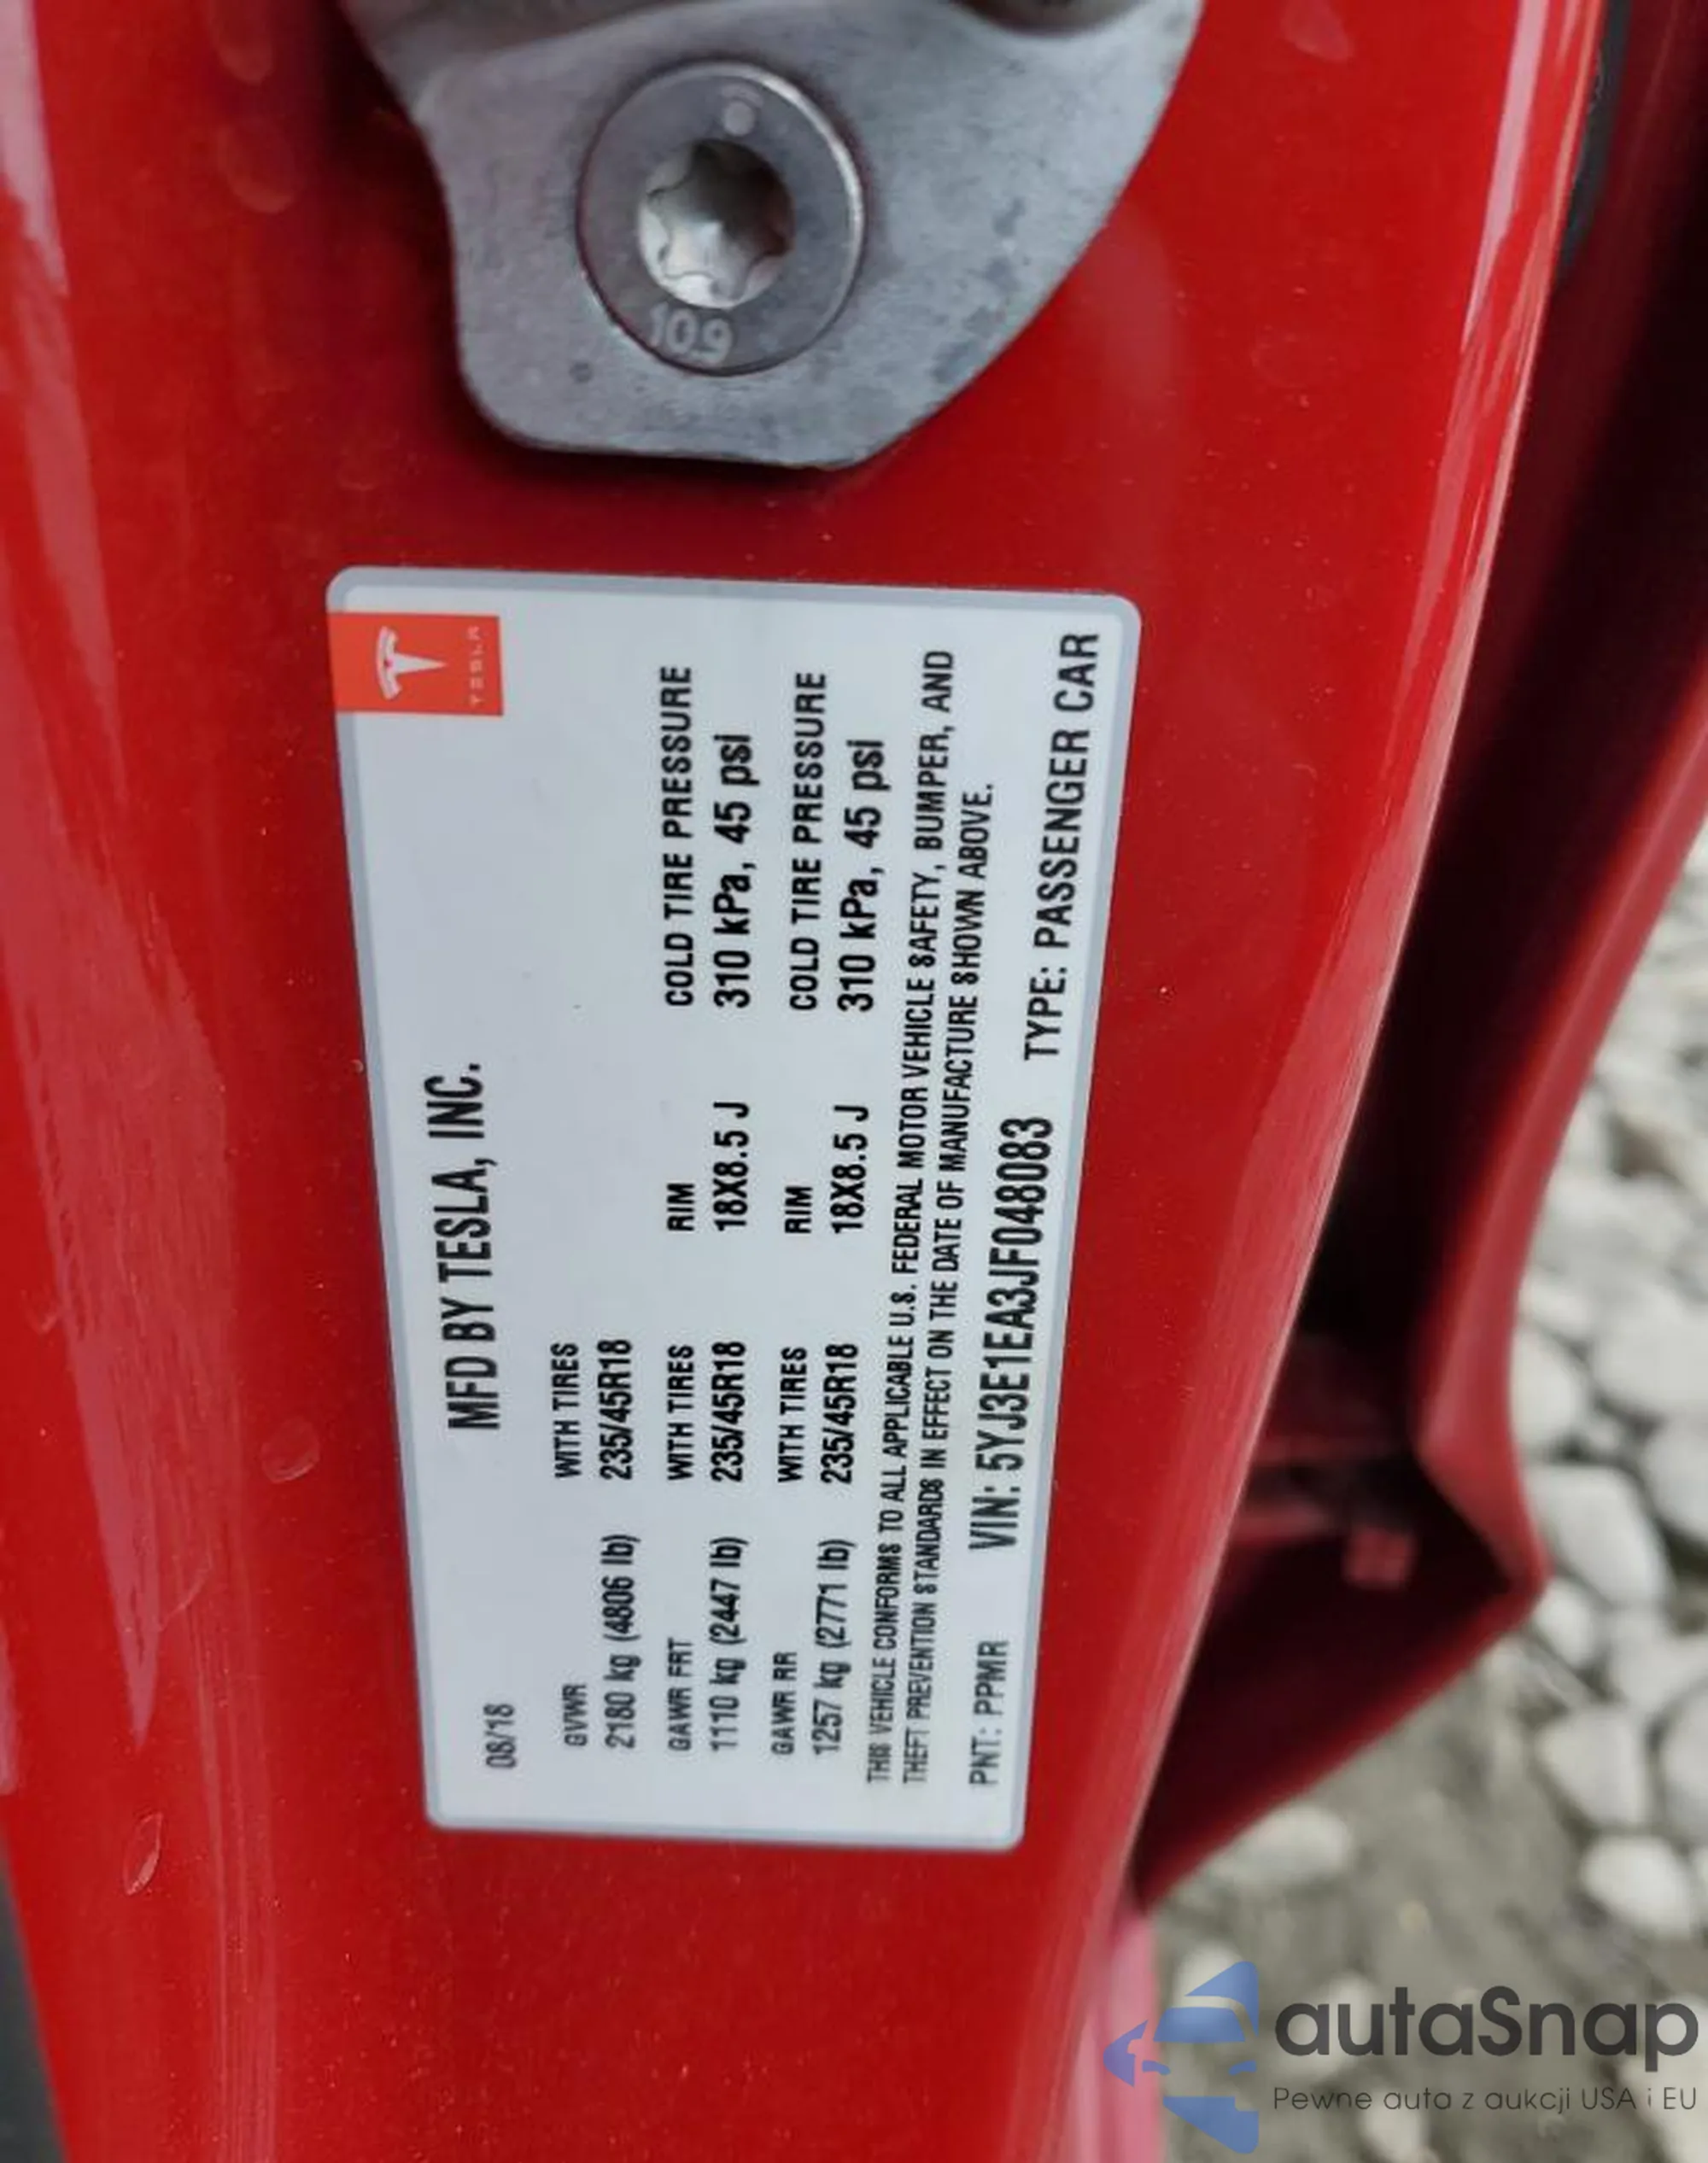 10.9
TESLA
MFD BY TESLA, INC.
08/18
GVWR WITH TIRES
2180 kg (4806 lb) 235/45R18
GAWR FRT WITH TIRES RIM COLD TIRE PRESSURE
1110 kg (2447 lb) 235/45R18 18X8.5 J 310 kPa, 45 psi
GAWR RR WITH TIRES RIM COLD TIRE PRESSURE
1257 kg (2771 lb) 235/45R18 18X8.5 J 310 kPa, 45 psi
THIS VEHICLE CONFORMS TO ALL APPLICABLE U.S. FEDERAL MOTOR VEHICLE SAFETY, BUMPER, AND
THEFT PREVENTION STANDARDS IN EFFECT ON THE DATE OF MANUFACTURE SHOWN ABOVE.
PNT: PPMR VIN: 5YJ3E1EA3JF048083 TYPE: PASSENGER CAR
autaSnap
Pewne auta z aukcji USA i EU